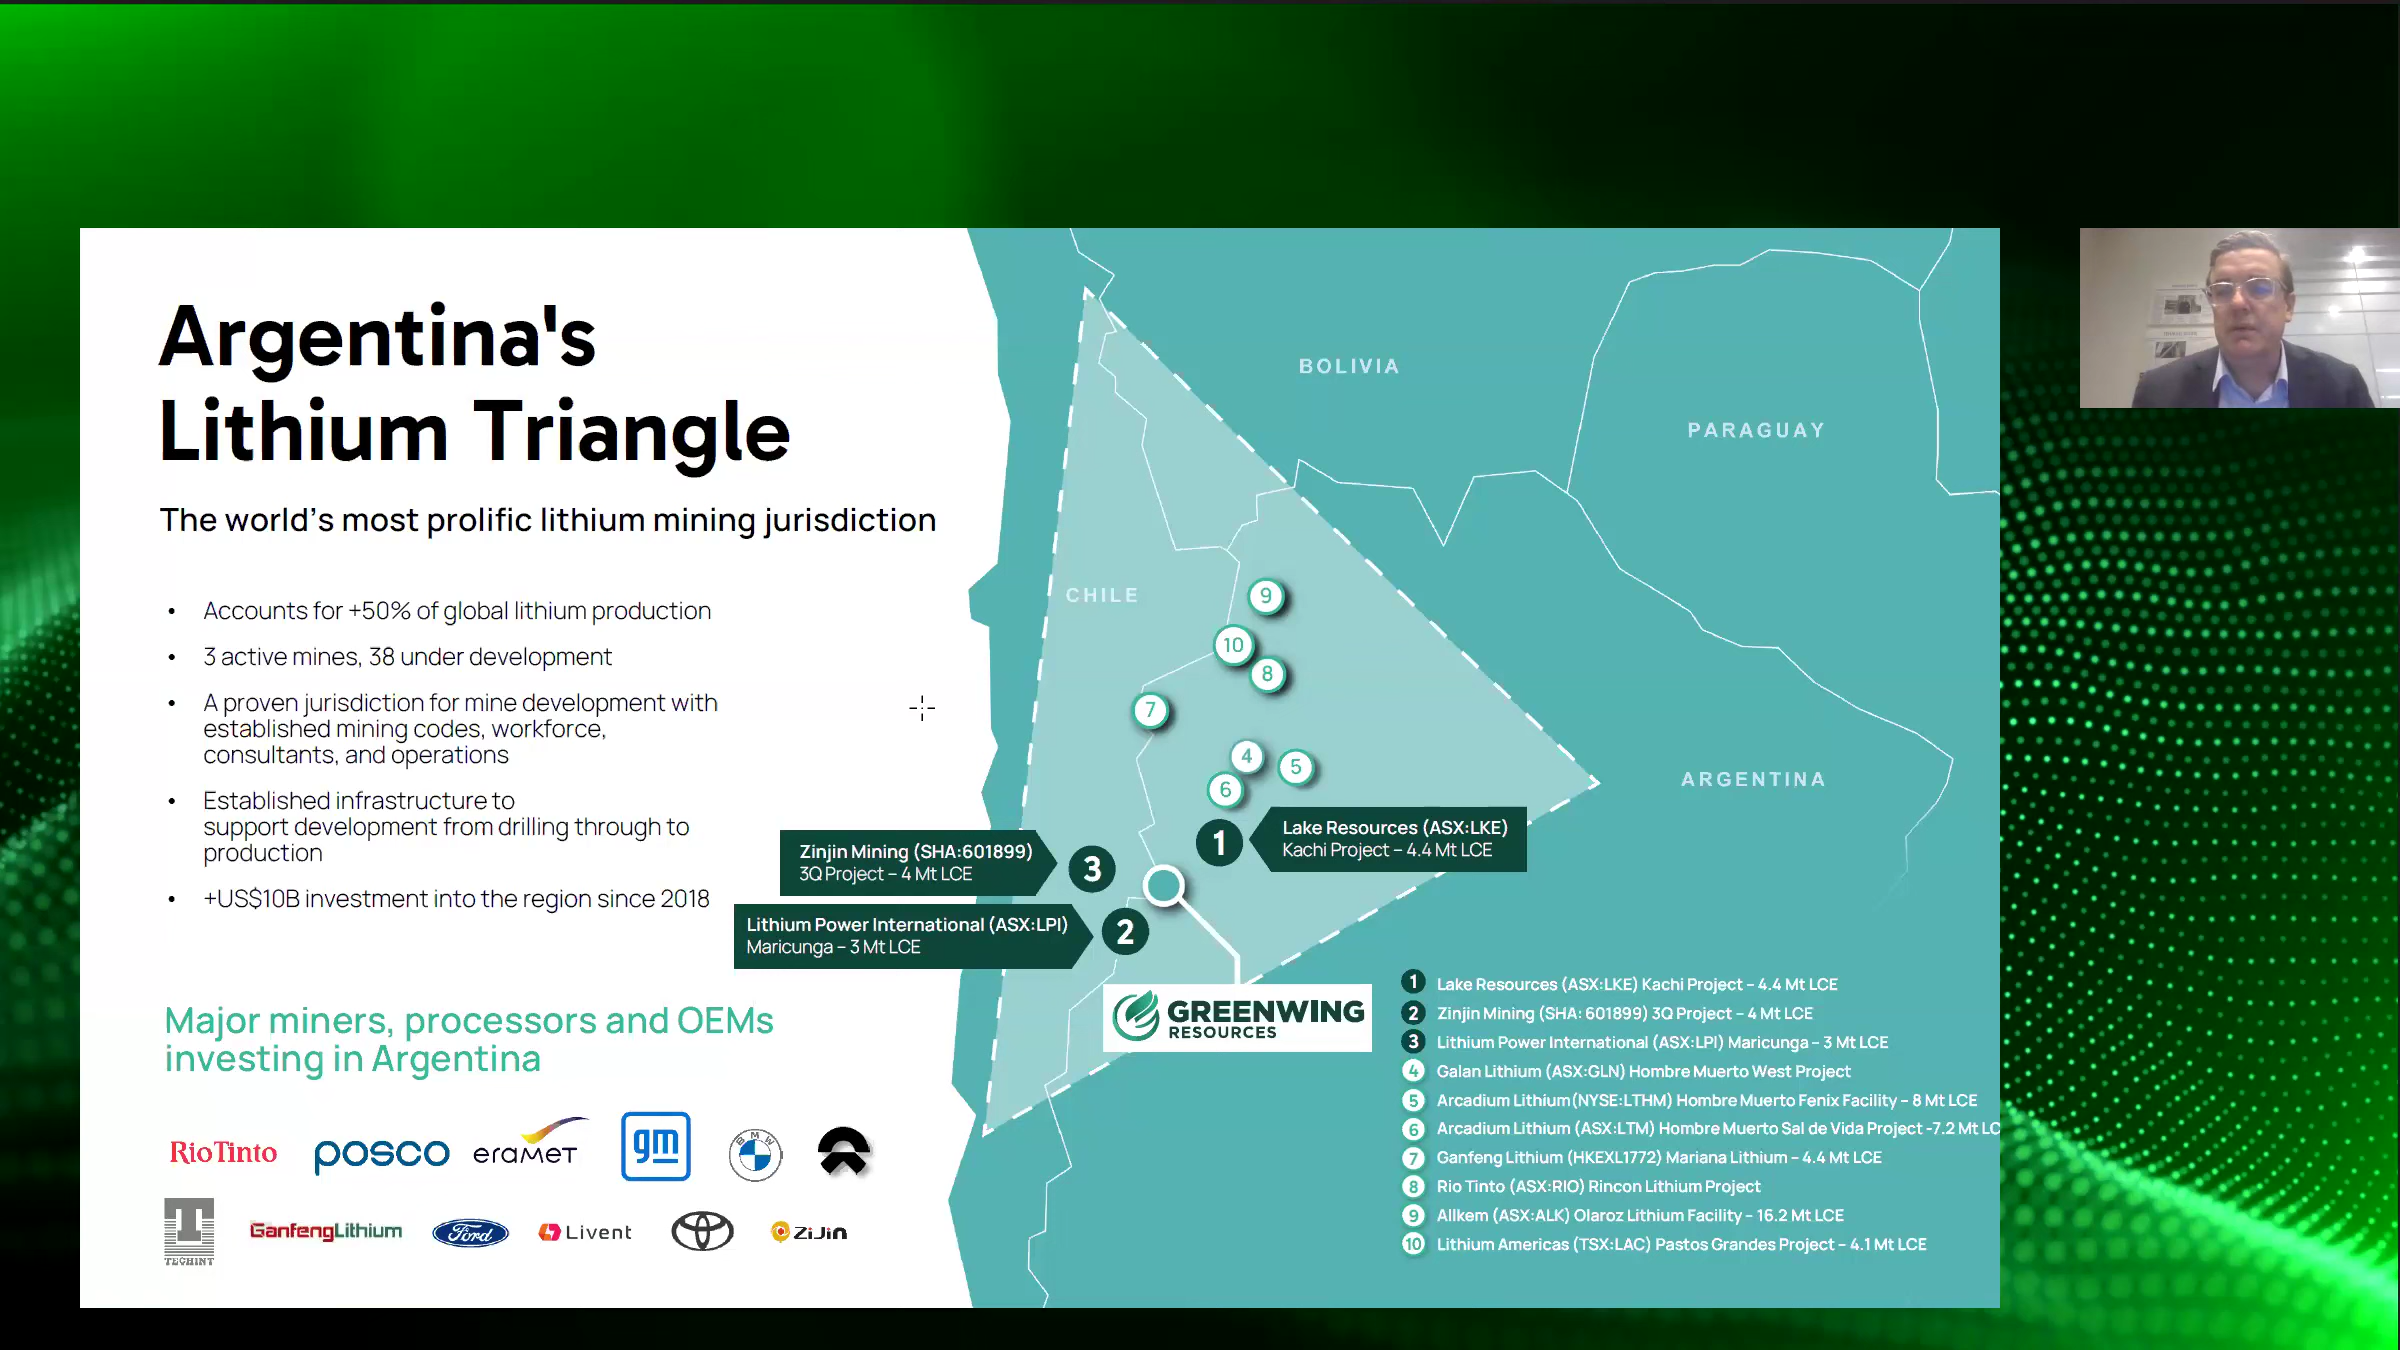 Argentina's
Lithium Triangle
The world's most prolific lithium mining jurisdiction
• Accounts for +50% of global lithium production
• 3 active mines, 38 under development
• A proven jurisdiction for mine development with
established mining codes, workforce,
consultants, and operations
• Established infrastructure to
support development from drilling through to
production
• +US$10B investment into the region since 2018
Major miners, processors and OEMs
investing in Argentina
RioTinto
posco
eramet
gm
BMW
TECHINT
GanfengLithium
Ford
Livent
ZiJin
BOLIVIA
PARAGUAY
CHILE
ARGENTINA
9
10
8
7
4
5
6
1
Lake Resources (ASX:LKE)
Kachi Project – 4.4 Mt LCE
Zinjin Mining (SHA:601899)
3Q Project – 4 Mt LCE
3
Lithium Power International (ASX:LPI)
Maricunga – 3 Mt LCE
2
GREENWING
RESOURCES
1 Lake Resources (ASX:LKE) Kachi Project – 4.4 Mt LCE
2 Zinjin Mining (SHA: 601899) 3Q Project – 4 Mt LCE
3 Lithium Power International (ASX:LPI) Maricunga – 3 Mt LCE
4 Galan Lithium (ASX:GLN) Hombre Muerto West Project
5 Arcadium Lithium(NYSE:LTHM) Hombre Muerto Fenix Facility – 8 Mt LCE
6 Arcadium Lithium (ASX:LTM) Hombre Muerto Sal de Vida Project -7.2 Mt LC
7 Ganfeng Lithium (HKEXL1772) Mariana Lithium – 4.4 Mt LCE
8 Rio Tinto (ASX:RIO) Rincon Lithium Project
9 Allkem (ASX:ALK) Olaroz Lithium Facility – 16.2 Mt LCE
10 Lithium Americas (TSX:LAC) Pastos Grandes Project – 4.1 Mt LCE